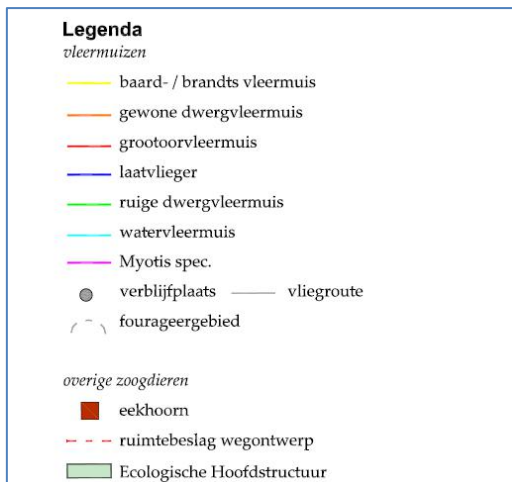 Legenda
vleermuizen
baard- / brandts vleermuis
gewone dwergvleermuis
grootoorvleermuis
laatvlieger
ruige dwergvleermuis
watervleermuis
Myotis spec.
verblijfplaats vliegroute
fourageergebied
overige zoogdieren
eekhoorn
ruimtebeslag wegontwerp
Ecologische Hoofdstructuur